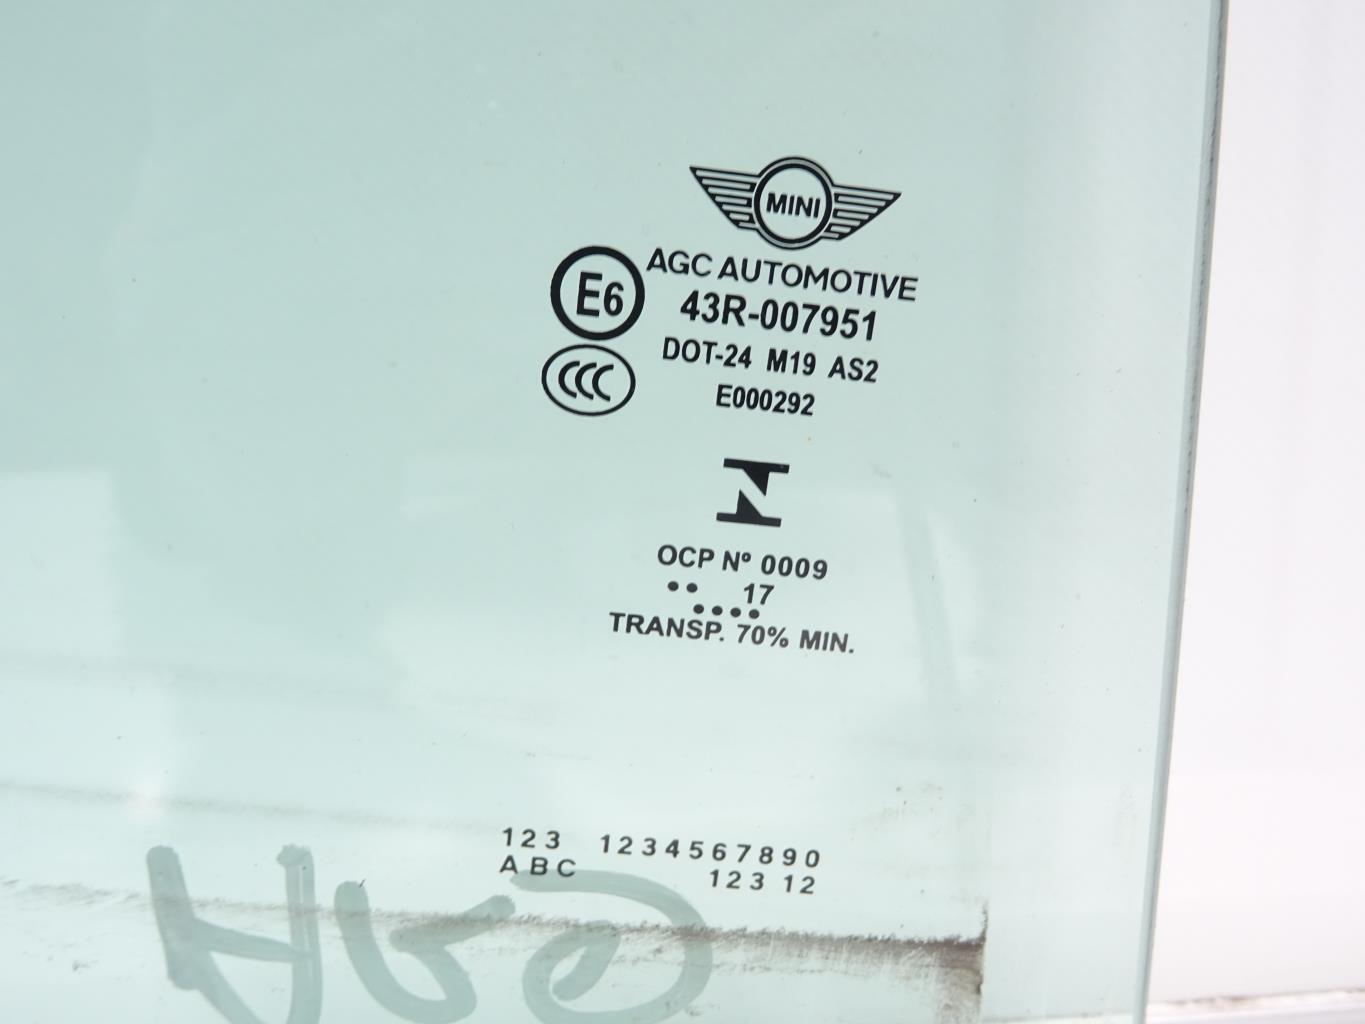 MINI
AGC AUTOMOTIVE
E6
43R-007951
CCC
DOT-24 M19 AS2
E000292
OCP Nº 0009
•• 17
••••
TRANSP. 70% MIN.
123 1234567890
ABC 123 12